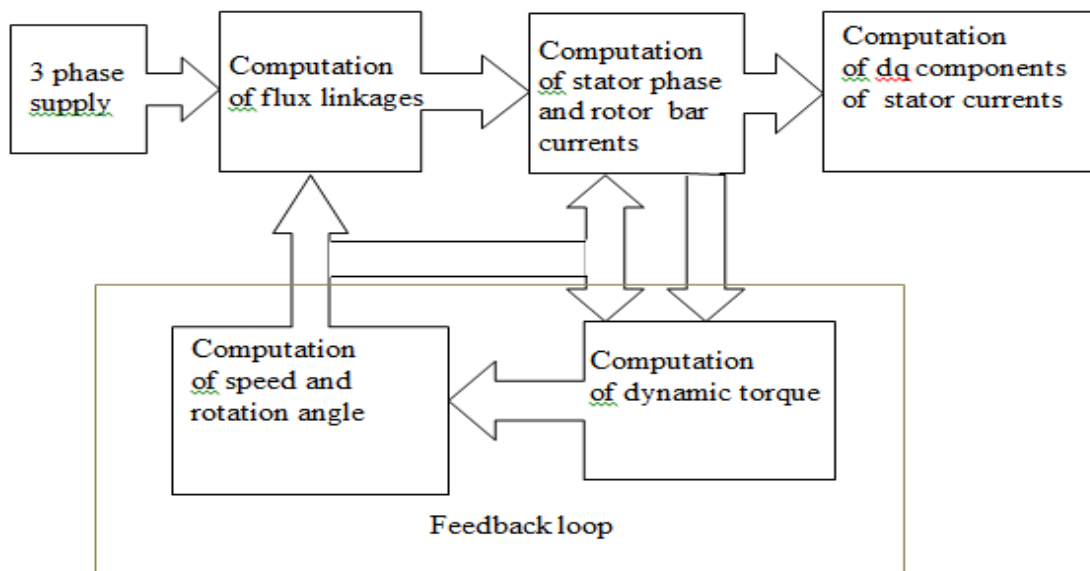 3 phase
supply
Computation
of flux linkages
Computation
of stator phase
and rotor bar
currents
Computation
of dq components
of stator currents
Computation
of speed and
rotation angle
Computation
of dynamic torque
Feedback loop